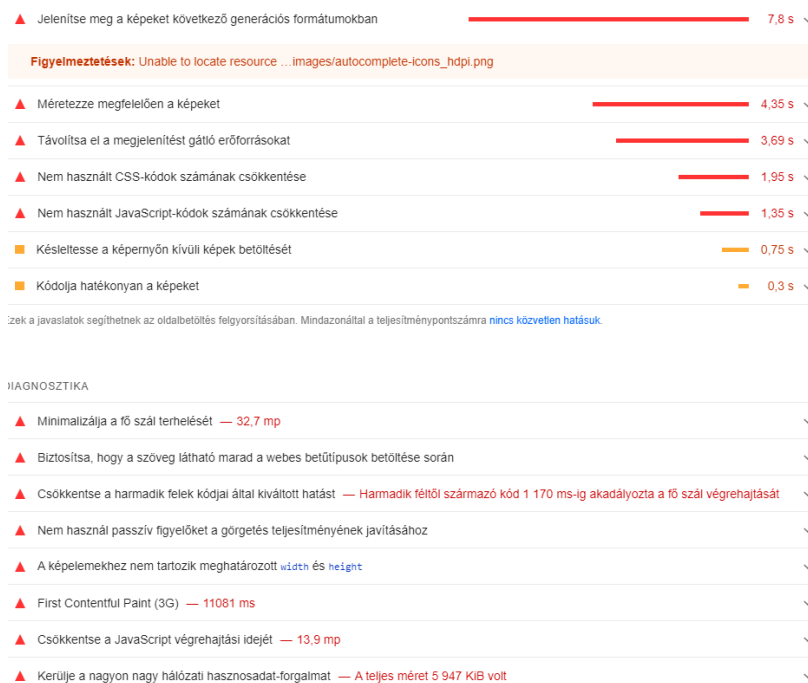 Jelenítse meg a képeket következő generációs formátumokban 7,8 s
Figyelmeztetések: Unable to locate resource …images/autocomplete-icons_hdpi.png
Méretezze megfelelően a képeket 4,35 s
Távolítsa el a megjelenítést gátló erőforrásokat 3,69 s
Nem használt CSS-kódok számának csökkentése 1,95 s
Nem használt JavaScript-kódok számának csökkentése 1,35 s
Késleltesse a képernyőn kívüli képek betöltését 0,75 s
Kódolja hatékonyan a képeket 0,3 s
zek a javaslatok segíthetnek az oldalbetöltés felgyorsításában. Mindazonáltal a teljesítménypontszámra nincs közvetlen hatásuk.
DIAGNOSZTIKA
Minimalizálja a fő szál terhelését — 32,7 mp
Biztosítsa, hogy a szöveg látható marad a webes betűtípusok betöltése során
Csökkentse a harmadik felek kódjai által kiváltott hatást — Harmadik féltől származó kód 1 170 ms-ig akadályozta a fő szál végrehajtását
Nem használ passzív figyelőket a görgetés teljesítményének javításához
A képelemekhez nem tartozik meghatározott width és height
First Contentful Paint (3G) — 11081 ms
Csökkentse a JavaScript végrehajtási idejét — 13,9 mp
Kerülje a nagyon nagy hálózati hasznosadat-forgalmat — A teljes méret 5 947 KiB volt